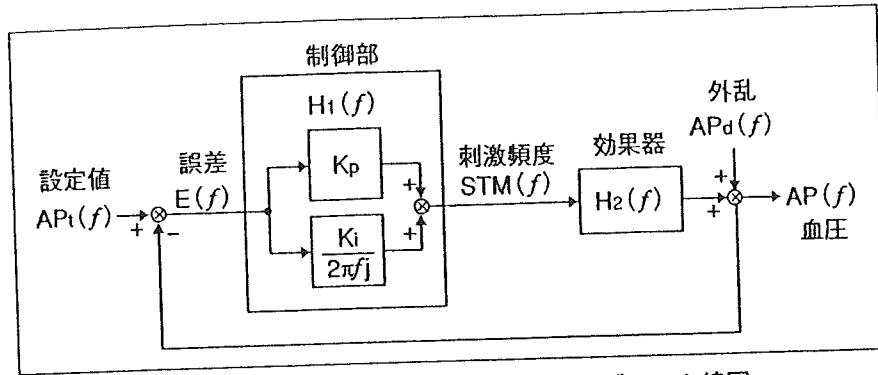 制御部
H1(f)
外乱
APd(f)
設定値
APt(f)
誤差
E(f)
Kp
Ki
2πfj
刺激頻度
STM(f)
効果器
H2(f)
AP(f)
血圧
+
−
+
+
+
+